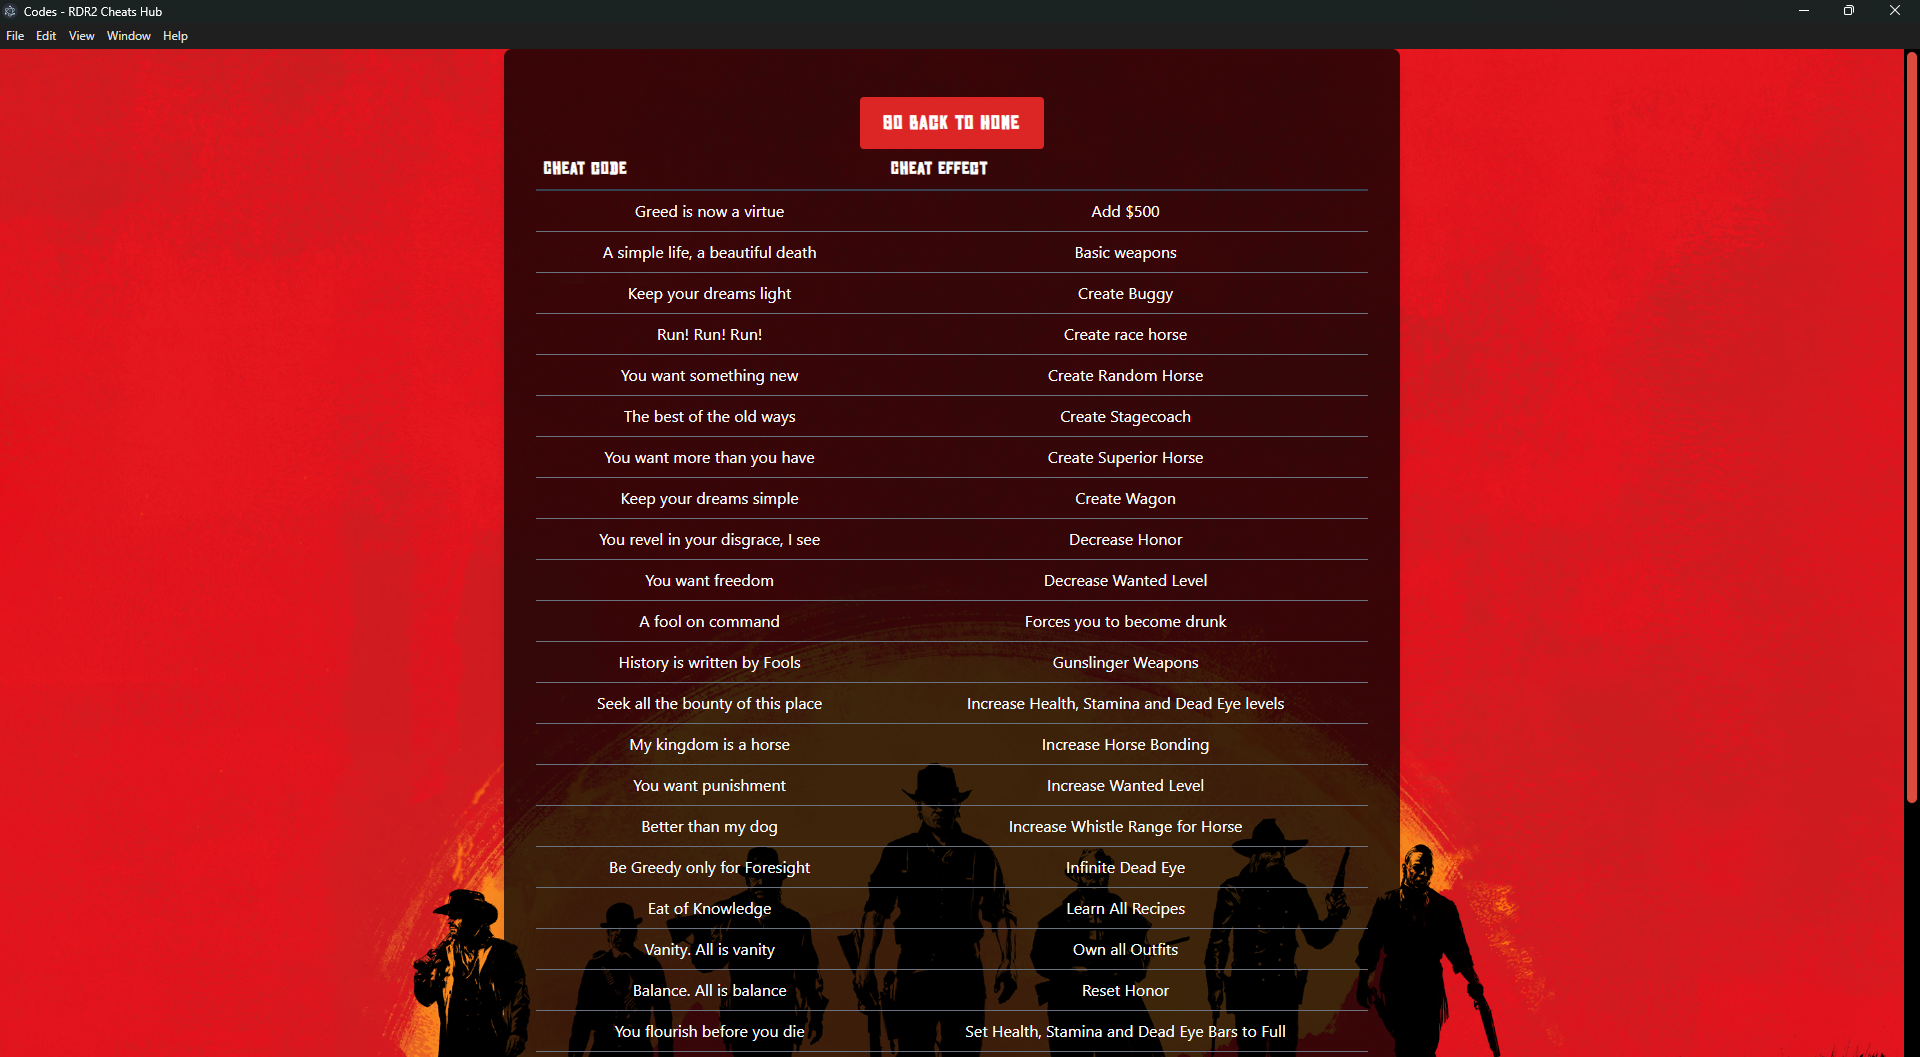 Codes - RDR2 Cheats Hub
File Edit View Window Help
GO BACK TO HOME
CHEAT CODE CHEAT EFFECT
Greed is now a virtue Add $500
A simple life, a beautiful death Basic weapons
Keep your dreams light Create Buggy
Run! Run! Run! Create race horse
You want something new Create Random Horse
The best of the old ways Create Stagecoach
You want more than you have Create Superior Horse
Keep your dreams simple Create Wagon
You revel in your disgrace, I see Decrease Honor
You want freedom Decrease Wanted Level
A fool on command Forces you to become drunk
History is written by Fools Gunslinger Weapons
Seek all the bounty of this place Increase Health, Stamina and Dead Eye levels
My kingdom is a horse Increase Horse Bonding
You want punishment Increase Wanted Level
Better than my dog Increase Whistle Range for Horse
Be Greedy only for Foresight Infinite Dead Eye
Eat of Knowledge Learn All Recipes
Vanity. All is vanity Own all Outfits
Balance. All is balance Reset Honor
You flourish before you die Set Health, Stamina and Dead Eye Bars to Full